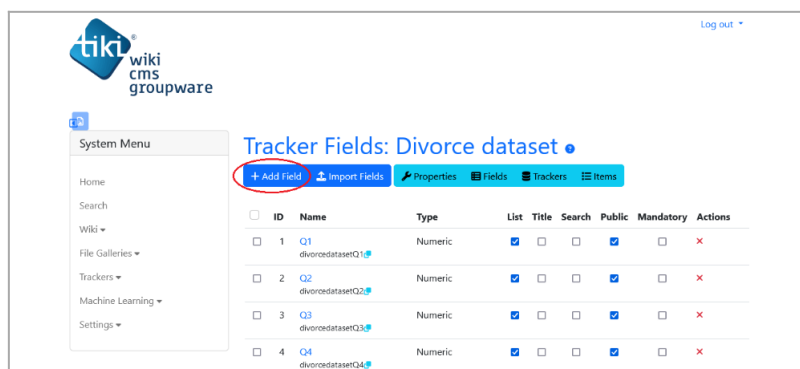 Log out
tiki®
wiki
cms
groupware
System Menu
Home
Search
Wiki
File Galleries
Trackers
Machine Learning
Settings
Tracker Fields: Divorce dataset
+ Add Field Import Fields Properties Fields Trackers Items
ID Name Type List Title Search Public Mandatory Actions
1 Q1 Numeric
divorcedatasetQ1
2 Q2 Numeric
divorcedatasetQ2
3 Q3 Numeric
divorcedatasetQ3
4 Q4 Numeric
divorcedatasetQ4